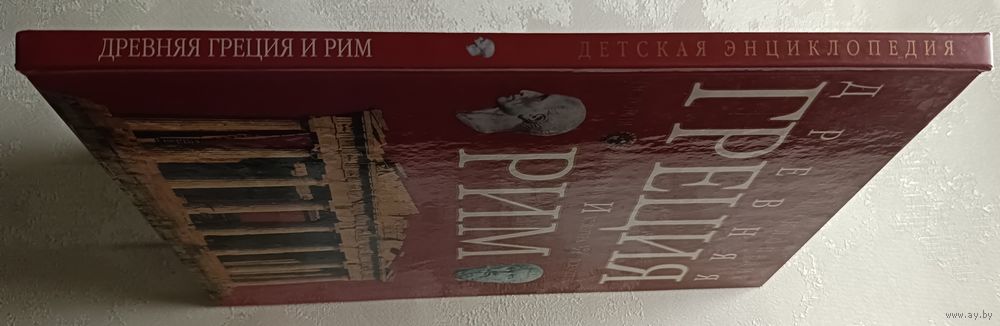 ДРЕВНЯЯ ГРЕЦИЯ И РИМ
ДЕТСКАЯ ЭНЦИКЛОПЕДИЯ
ДРЕВНЯЯ
ГРЕЦИЯ
И
РИМ
www.ay.by